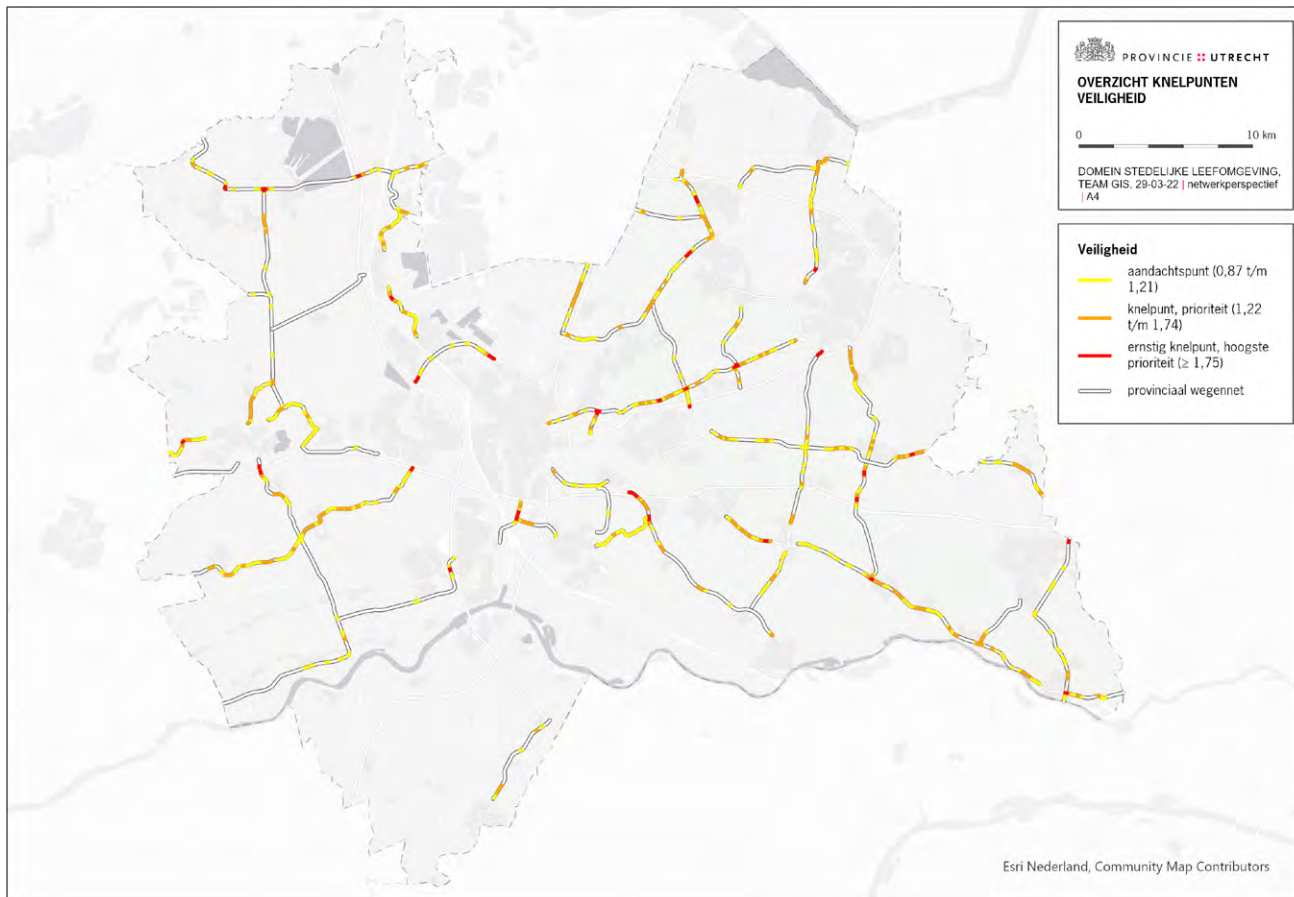 PROVINCIE UTRECHT
OVERZICHT KNELPUNTEN
VEILIGHEID
0 10 km
DOMEIN STEDELIJKE LEEFOMGEVING,
TEAM GIS, 29-03-22 | netwerkperspectief
| A4
Veiligheid
aandachtspunt (0,87 t/m
1,21)
knelpunt, prioriteit (1,22
t/m 1,74)
ernstig knelpunt, hoogste
prioriteit (≥ 1,75)
provinciaal wegennet
Esri Nederland, Community Map Contributors